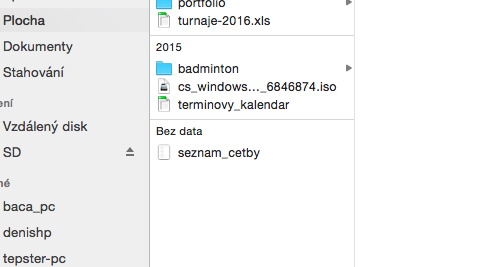 Plocha
Dokumenty
Stahování
ení
Vzdálený disk
SD
né
baca_pc
denishp
tepster-pc
portfolio
turnaje-2016.xls
2015
badminton
cs_windows..._6846874.iso
terminovy_kalendar
Bez data
seznam_cetby